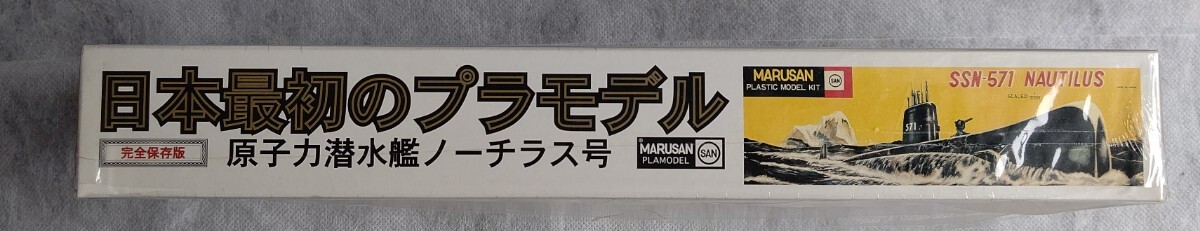 日本最初のプラモデル
完全保存版
原子力潜水艦ノーチラス号
MARUSAN
PLAMODEL
SAN
MARUSAN
PLASTIC MODEL KIT
SAN
SSN-571 NAUTILUS
571